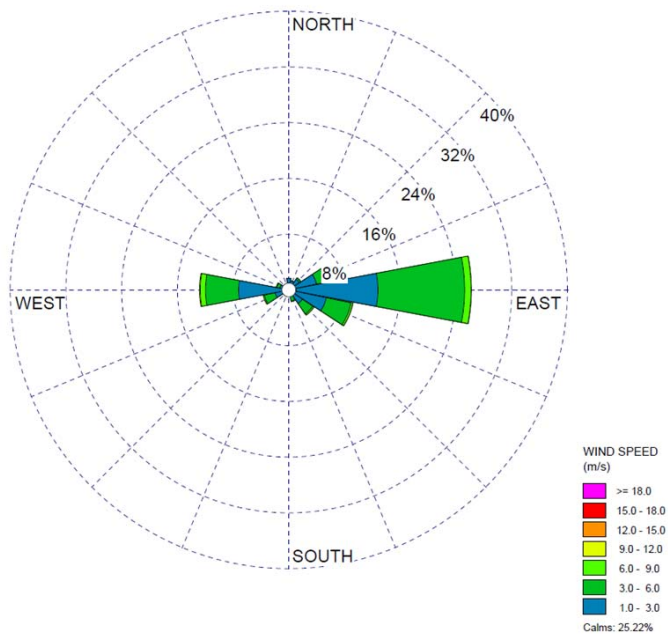 NORTH
40%
32%
24%
16%
8%
WEST
EAST
SOUTH
WIND SPEED
(m/s)
>= 18.0
15.0 - 18.0
12.0 - 15.0
9.0 - 12.0
6.0 - 9.0
3.0 - 6.0
1.0 - 3.0
Calms: 25.22%